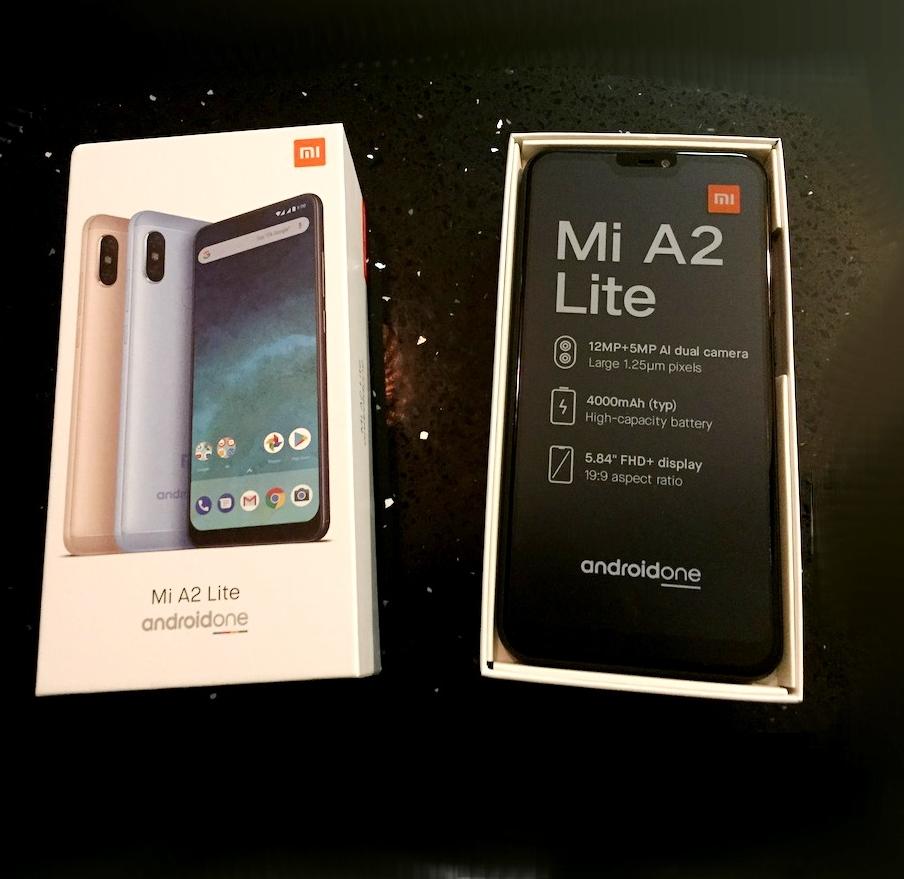 mi
Mi A2 Lite
androidone
mi
Mi A2
Lite
12MP+5MP AI dual camera
Large 1.25µm pixels
4000mAh (typ)
High-capacity battery
5.84" FHD+ display
19:9 aspect ratio
androidone